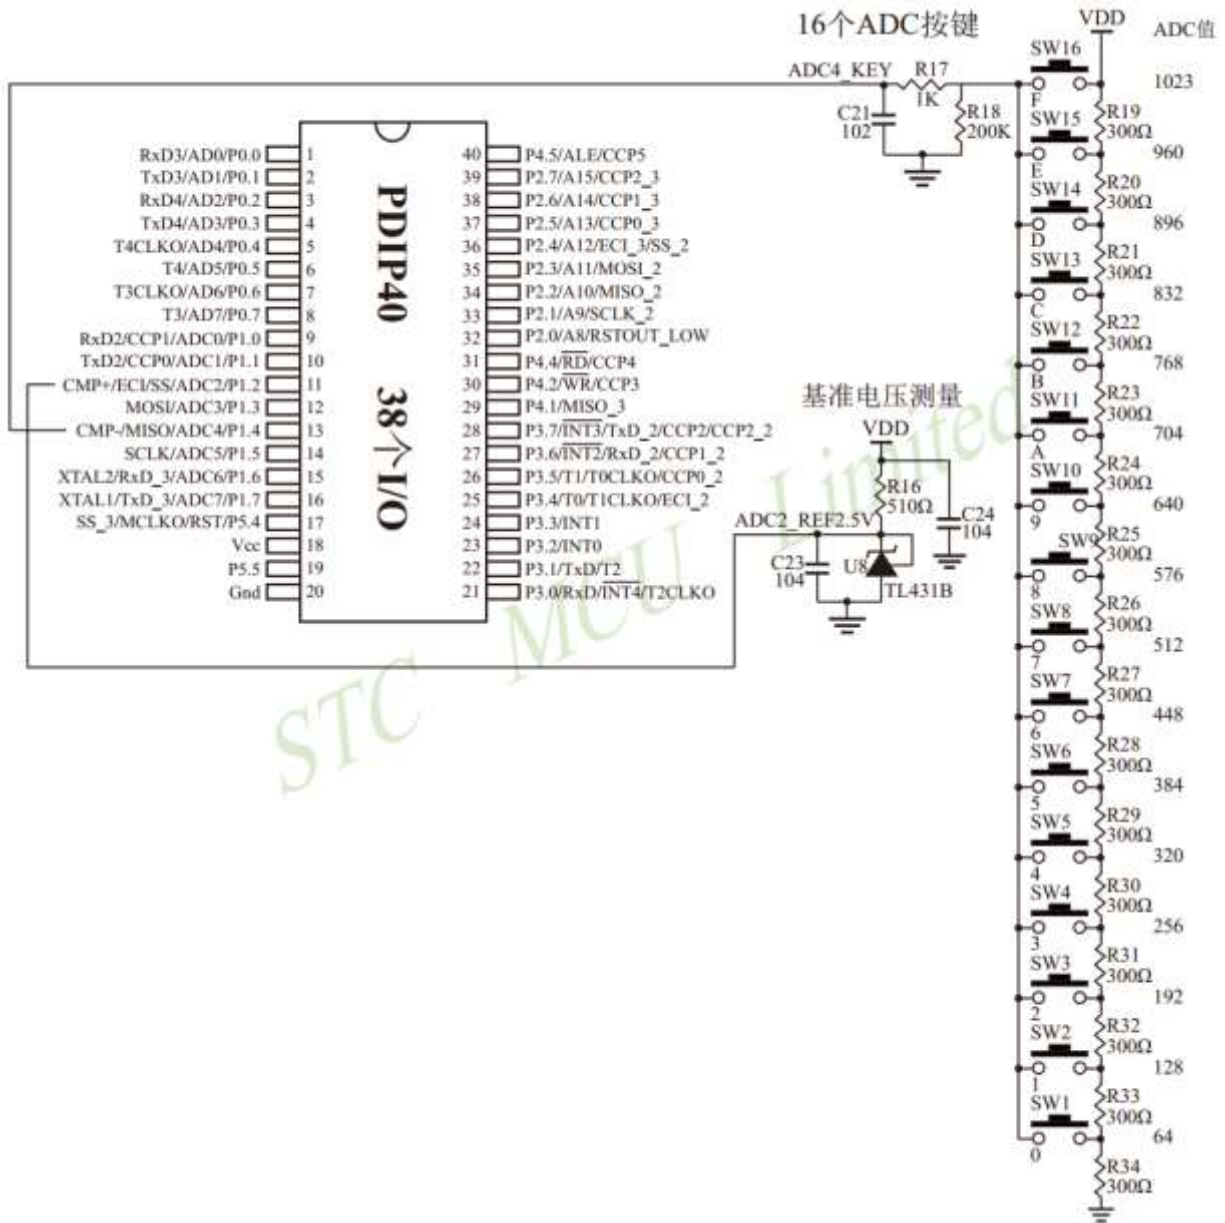 16个ADC按键
VDD
ADC值
SW16
ADC4_KEY
R17
1K
C21
102
R18
200K
1023
F
SW15
R19
300Ω
960
E
SW14
R20
300Ω
896
D
SW13
R21
300Ω
832
C
SW12
R22
300Ω
768
B
SW11
R23
300Ω
704
A
SW10
R24
300Ω
640
9
SW9
R25
300Ω
576
8
SW8
R26
300Ω
512
7
SW7
R27
300Ω
448
6
SW6
R28
300Ω
384
5
SW5
R29
300Ω
320
4
SW4
R30
300Ω
256
3
SW3
R31
300Ω
192
2
SW2
R32
300Ω
128
1
SW1
R33
300Ω
64
0
R34
300Ω
RxD3/AD0/P0.0 1
TxD3/AD1/P0.1 2
RxD4/AD2/P0.2 3
TxD4/AD3/P0.3 4
T4CLKO/AD4/P0.4 5
T4/AD5/P0.5 6
T3CLKO/AD6/P0.6 7
T3/AD7/P0.7 8
RxD2/CCP1/ADC0/P1.0 9
TxD2/CCP0/ADC1/P1.1 10
CMP+/ECI/SS/ADC2/P1.2 11
MOSI/ADC3/P1.3 12
CMP-/MISO/ADC4/P1.4 13
SCLK/ADC5/P1.5 14
XTAL2/RxD_3/ADC6/P1.6 15
XTAL1/TxD_3/ADC7/P1.7 16
SS_3/MCLKO/RST/P5.4 17
Vcc 18
P5.5 19
Gnd 20
PDIP40 38个I/O
40 P4.5/ALE/CCP5
39 P2.7/A15/CCP2_3
38 P2.6/A14/CCP1_3
37 P2.5/A13/CCP0_3
36 P2.4/A12/ECI_3/SS_2
35 P2.3/A11/MOSI_2
34 P2.2/A10/MISO_2
33 P2.1/A9/SCLK_2
32 P2.0/A8/RSTOUT_LOW
31 P4.4/RD/CCP4
30 P4.2/WR/CCP3
29 P4.1/MISO_3
28 P3.7/INT3/TxD_2/CCP2/CCP2_2
27 P3.6/INT2/RxD_2/CCP1_2
26 P3.5/T1/T0CLKO/CCP0_2
25 P3.4/T0/T1CLKO/ECI_2
24 P3.3/INT1
23 P3.2/INT0
22 P3.1/TxD/T2
21 P3.0/RxD/INT4/T2CLKO
基准电压测量
VDD
R16
510Ω
ADC2_REF2.5V
C24
104
C23
104
U8
TL431B
STC MCU Limited